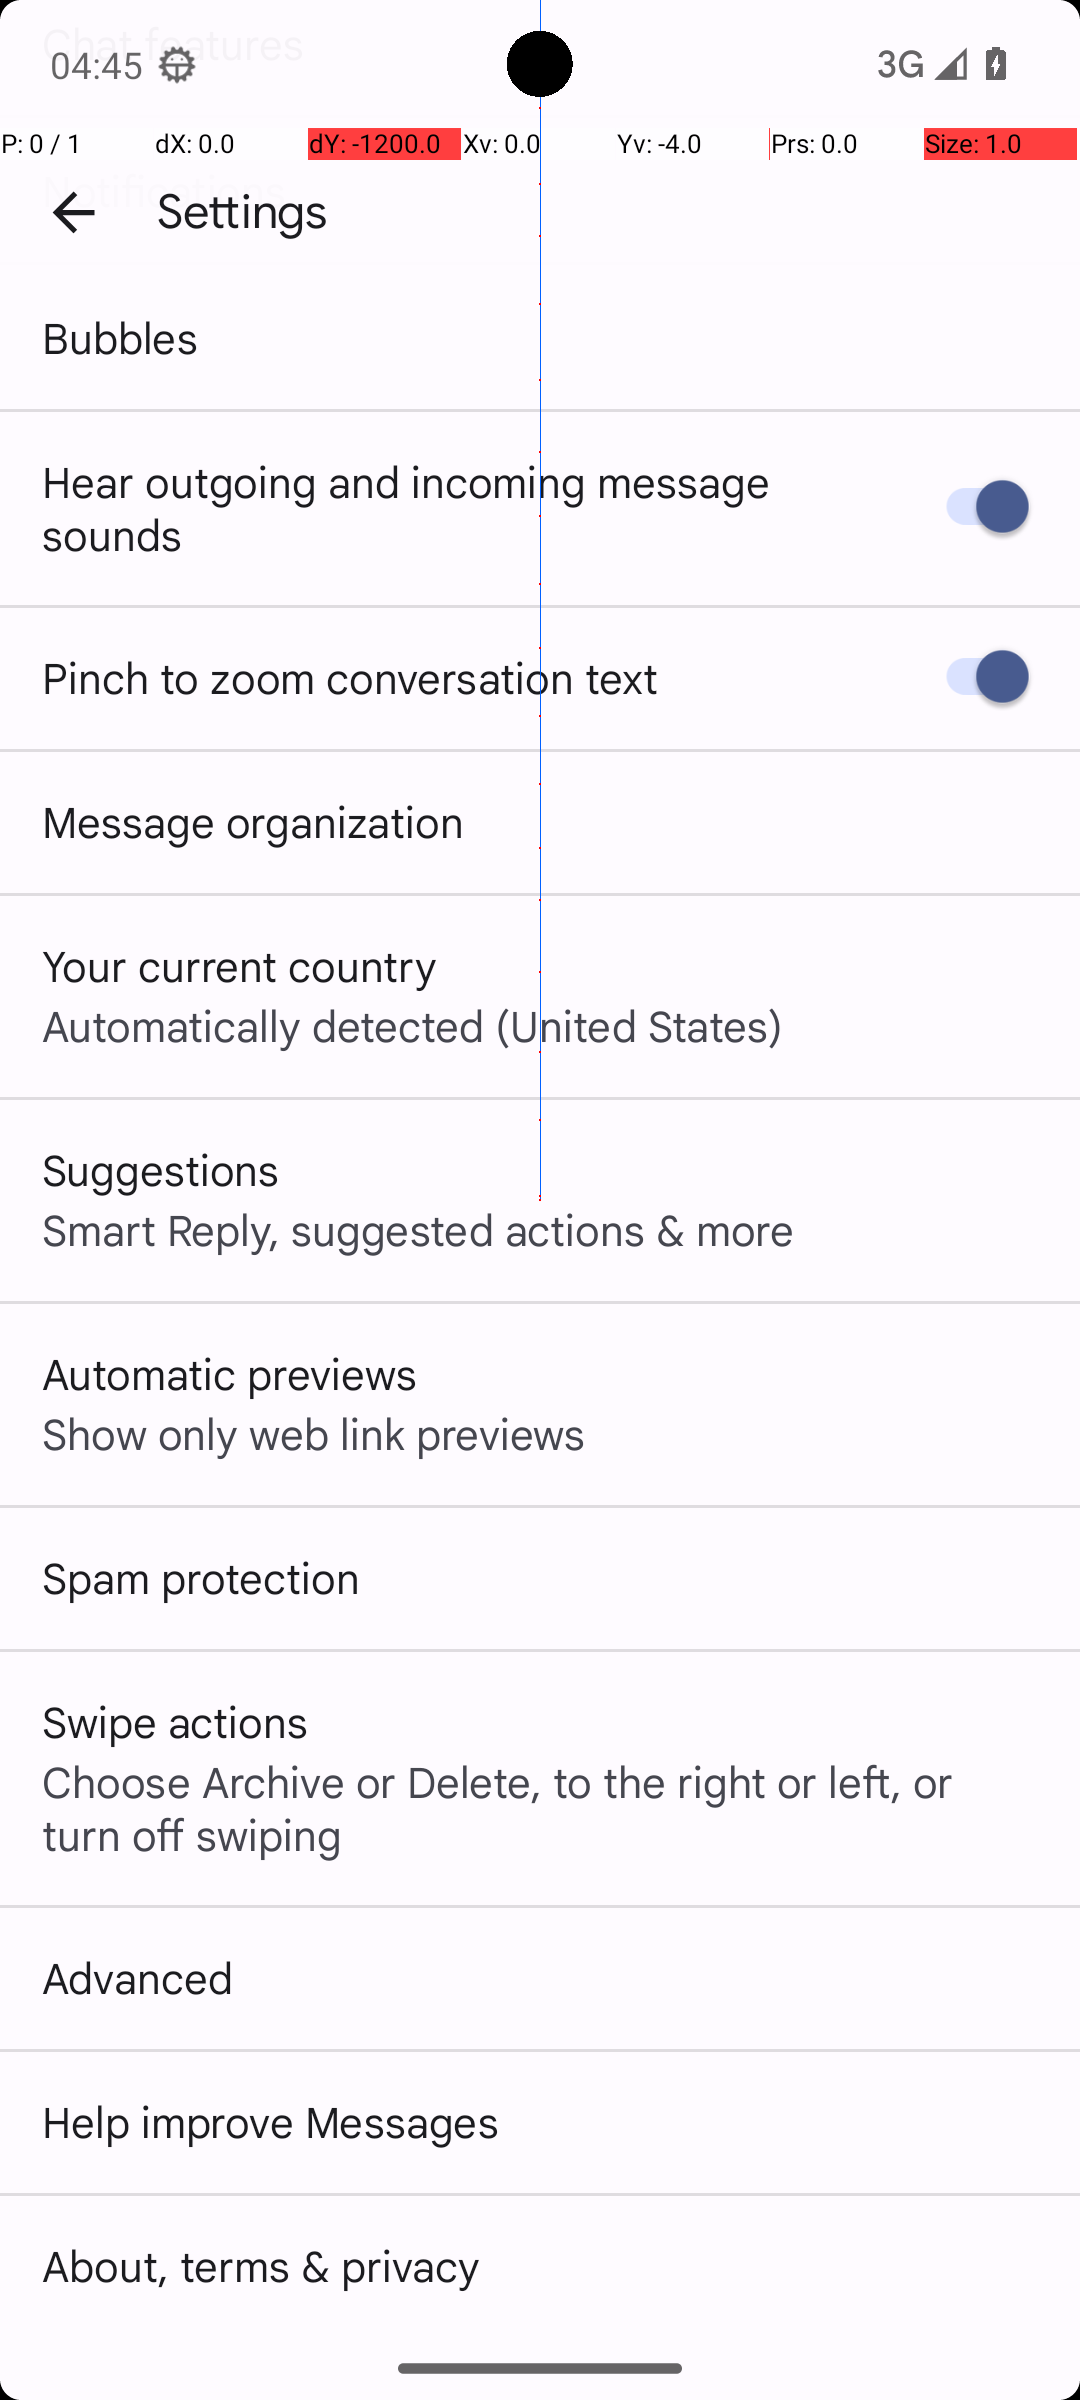 Chat features
04:45
3G
P: 0 / 1 dX: 0.0 dY: -1200.0 Xv: 0.0 Yv: -4.0 Prs: 0.0 Size: 1.0
Notifications
Settings
Bubbles
Hear outgoing and incoming message
sounds
Pinch to zoom conversation text
Message organization
Your current country
Automatically detected (United States)
Suggestions
Smart Reply, suggested actions & more
Automatic previews
Show only web link previews
Spam protection
Swipe actions
Choose Archive or Delete, to the right or left, or
turn off swiping
Advanced
Help improve Messages
About, terms & privacy